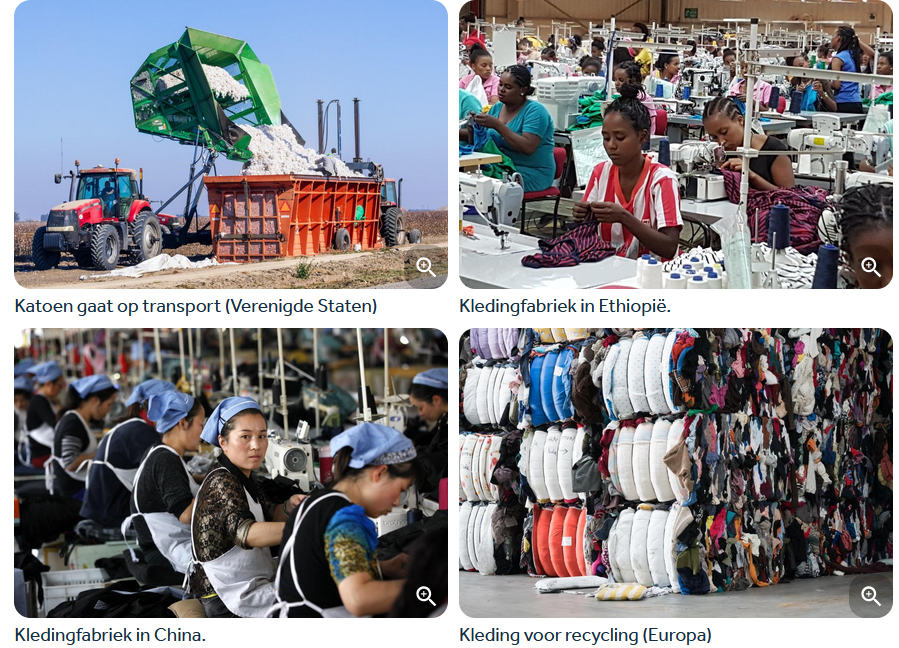 Katoen gaat op transport (Verenigde Staten)
Kledingfabriek in Ethiopië.
Kledingfabriek in China.
Kleding voor recycling (Europa)